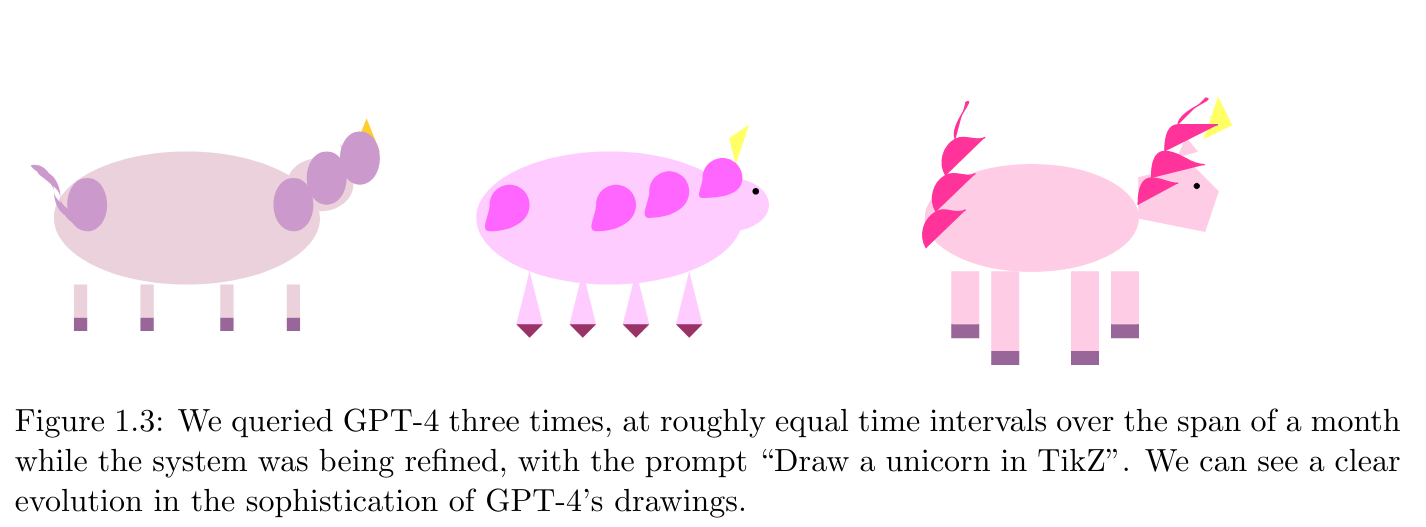 Figure 1.3: We queried GPT-4 three times, at roughly equal time intervals over the span of a month
while the system was being refined, with the prompt “Draw a unicorn in TikZ”. We can see a clear
evolution in the sophistication of GPT-4’s drawings.